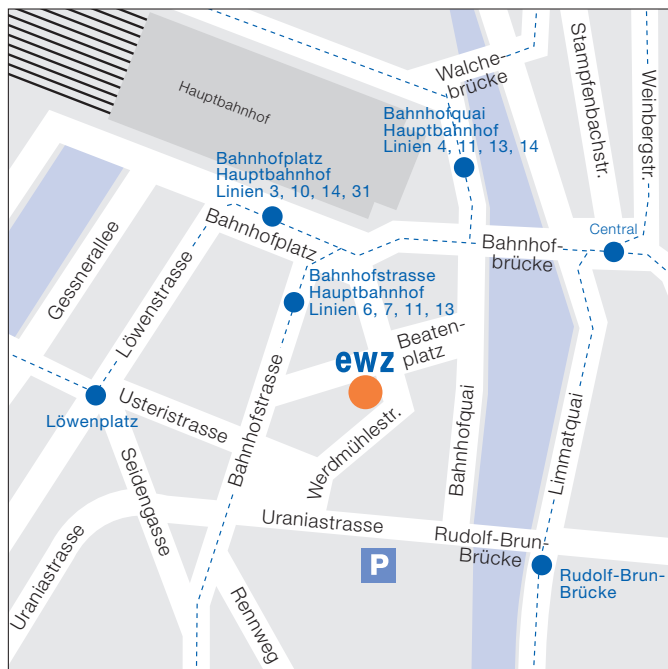 Walche-
brücke
Stampfenbachstr.
Weinbergstr.
Hauptbahnhof
Bahnhofquai
Hauptbahnhof
Linien 4, 11, 13, 14
Bahnhofplatz
Hauptbahnhof
Linien 3, 10, 14, 31
Bahnhofplatz
Gessnerallee
Löwenstrasse
Bahnhof-
brücke
Central
Bahnhofstrasse
Hauptbahnhof
Linien 6, 7, 11, 13
Beaten-
platz
ewz
Löwenplatz
Usteristrasse
Bahnhofstrasse
Werdmühlestr.
Bahnhofquai
Limmatquai
Seidengasse
Uraniastrasse
Uraniastrasse
Rudolf-Brun-
Brücke
P
Rudolf-Brun-
Brücke
Rennweg